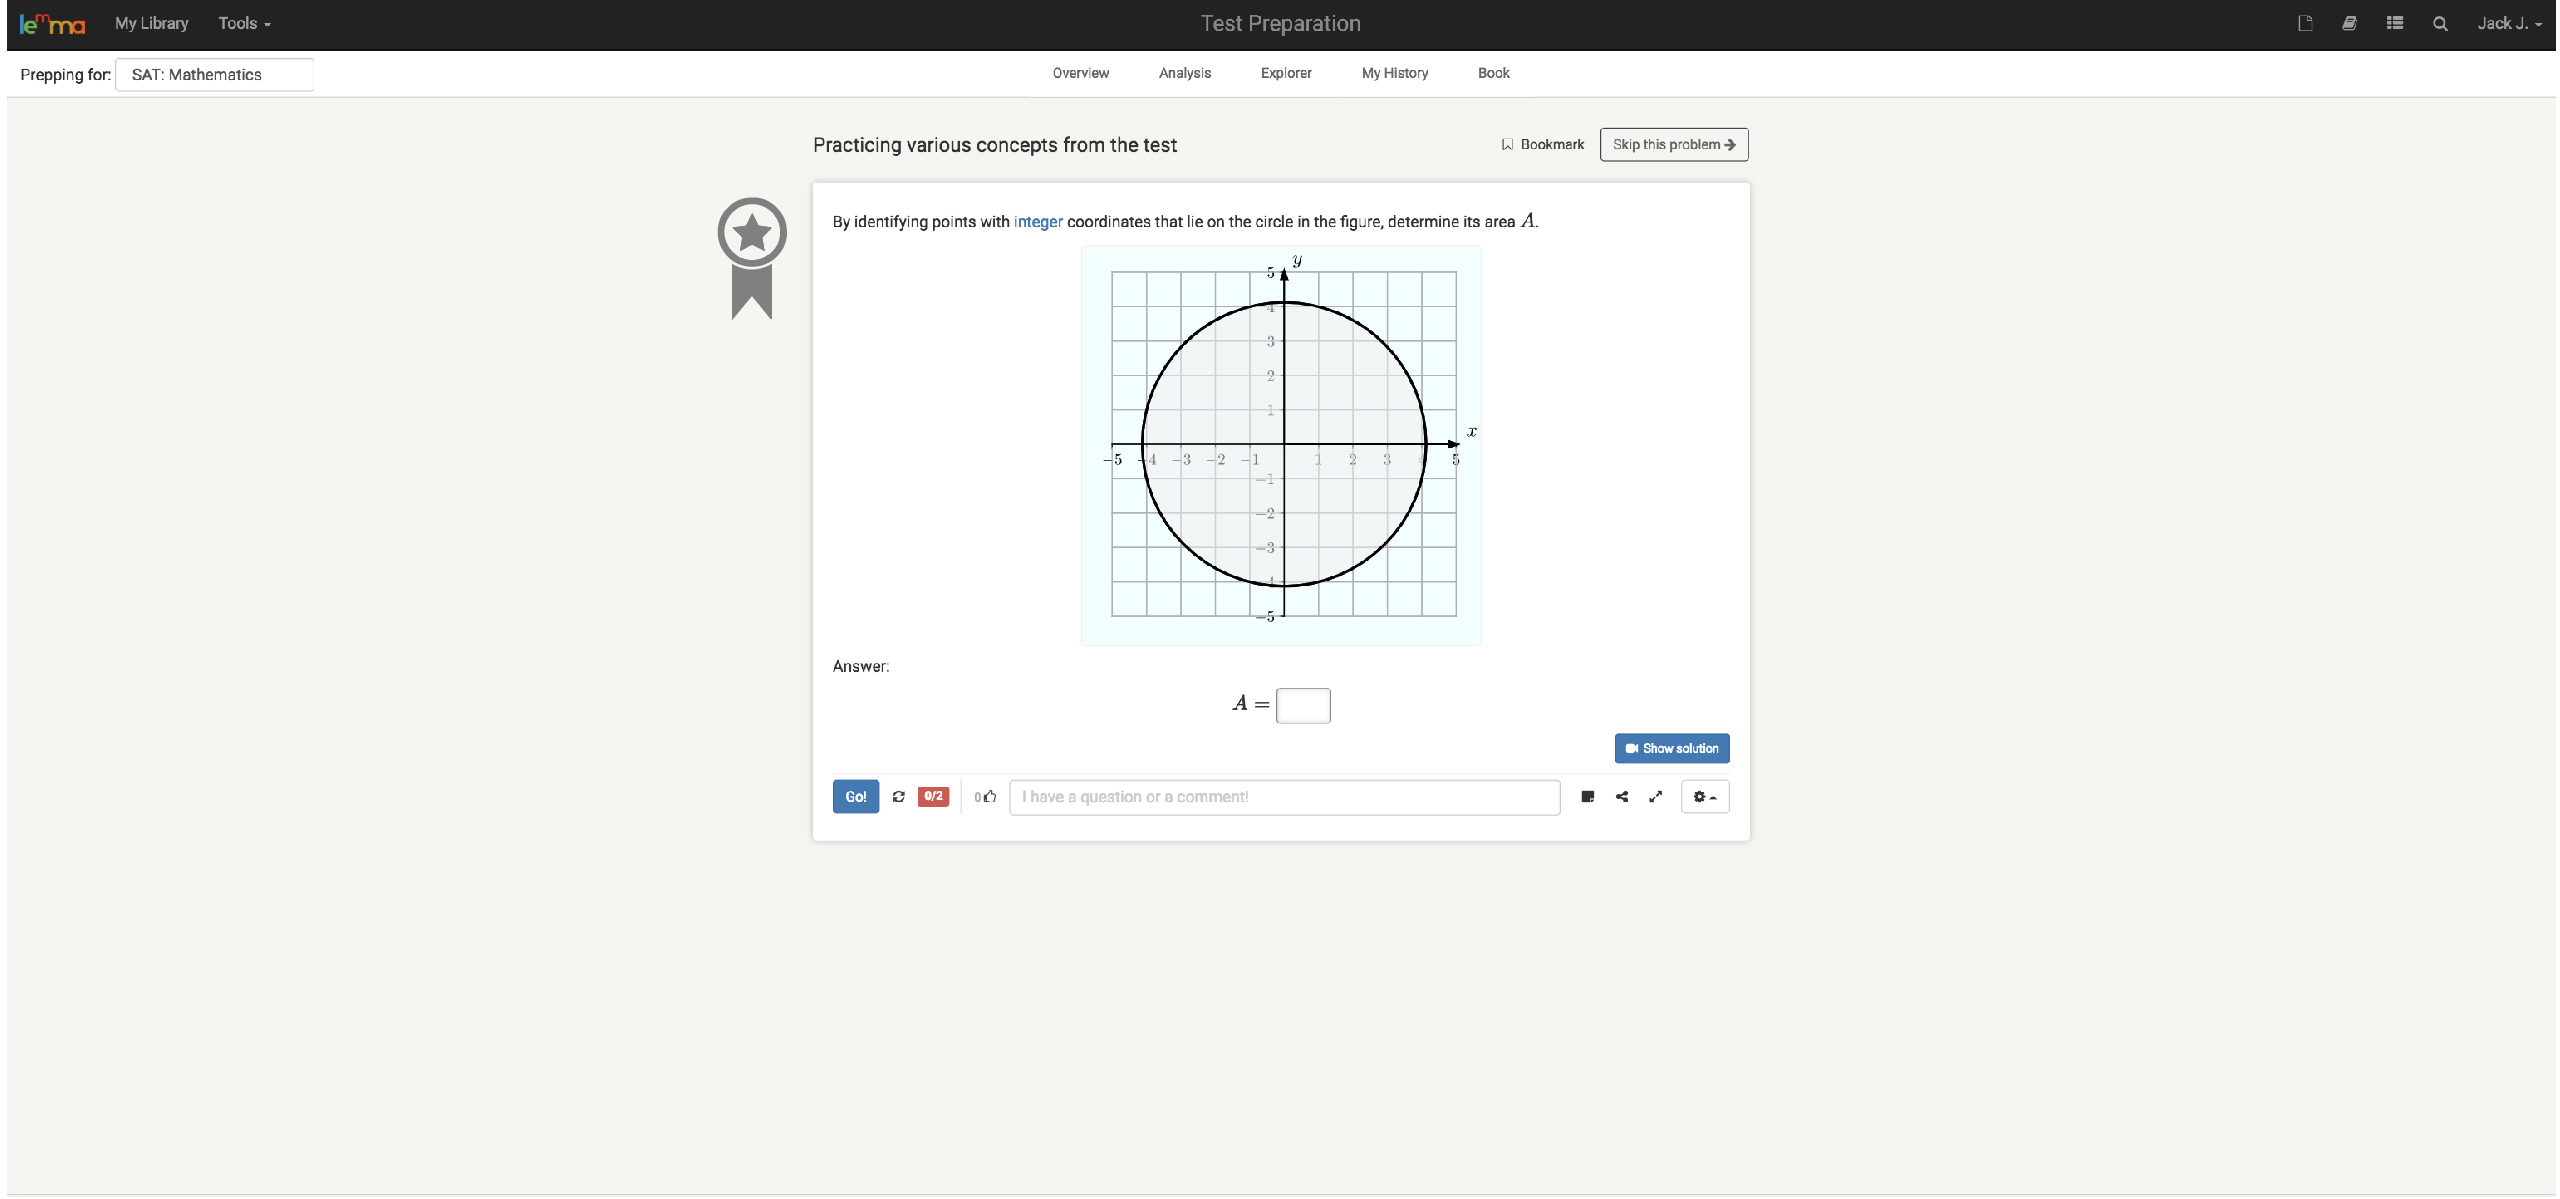 lemma My Library Tools Test Preparation Jack J.
Prepping for: SAT: Mathematics Overview Analysis Explorer My History Book
Practicing various concepts from the test Bookmark Skip this problem
By identifying points with integer coordinates that lie on the circle in the figure, determine its area A.
y
5
4
3
2
1
x
−5 −4 −3 −2 −1 1 2 3 4 5
−1
−2
−3
−4
−5
Answer:
A =
Show solution
Go! 0/2 0 I have a question or a comment!